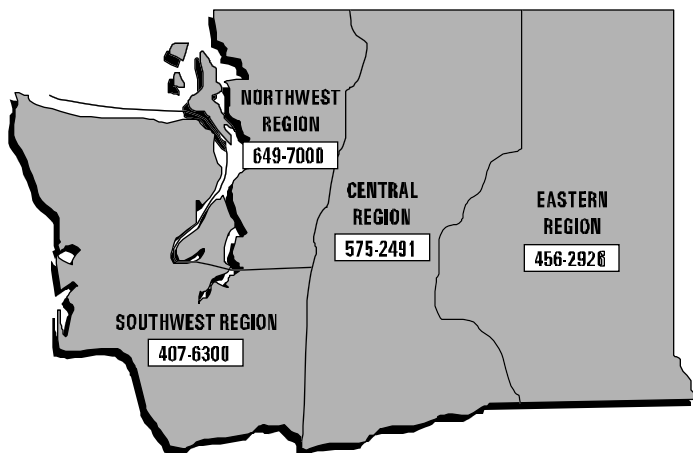 NORTHWEST
REGION
649-7000
CENTRAL
REGION
575-2491
EASTERN
REGION
456-2926
SOUTHWEST REGION
407-6300